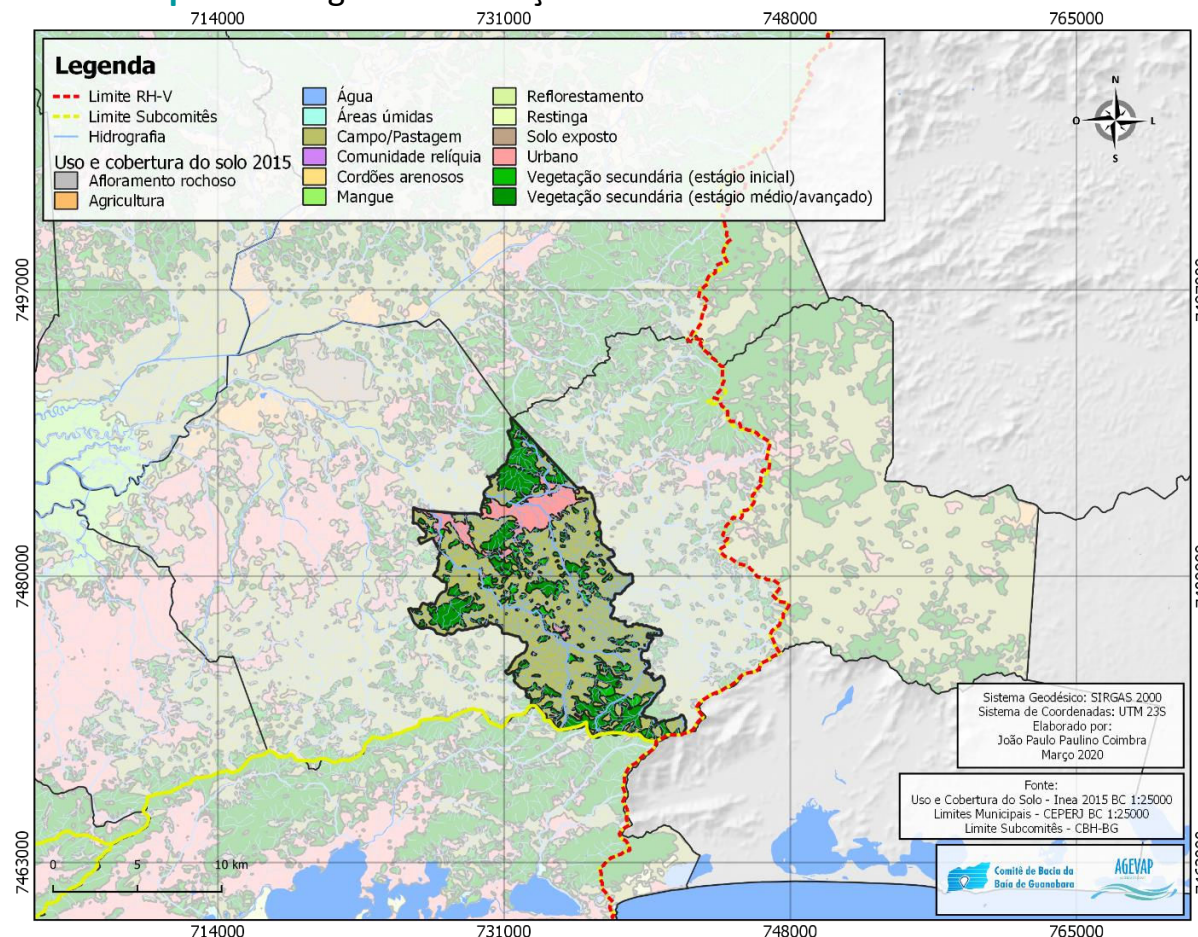 714000
731000
748000
765000
Legenda
Limite RH-V
Limite Subcomitês
Hidrografia
Uso e cobertura do solo 2015
Afloramento rochoso
Agricultura
Água
Áreas úmidas
Campo/Pastagem
Comunidade relíquia
Cordões arenosos
Mangue
Reflorestamento
Restinga
Solo exposto
Urbano
Vegetação secundária (estágio inicial)
Vegetação secundária (estágio médio/avançado)
N
O
L
S
7497000
7480000
7463000
Sistema Geodésico: SIRGAS 2000
Sistema de Coordenadas: UTM 23S
Elaborado por:
João Paulo Paulino Coimbra
Março 2020
Fonte:
Uso e Cobertura do Solo - Inea 2015 BC 1:25000
Limites Municipais - CEPERJ BC 1:25000
Limite Subcomitês - CBH-BG
Comitê de Bacia da
Baía de Guanabara
AGEVAP
0 5 10 km
714000
731000
748000
765000